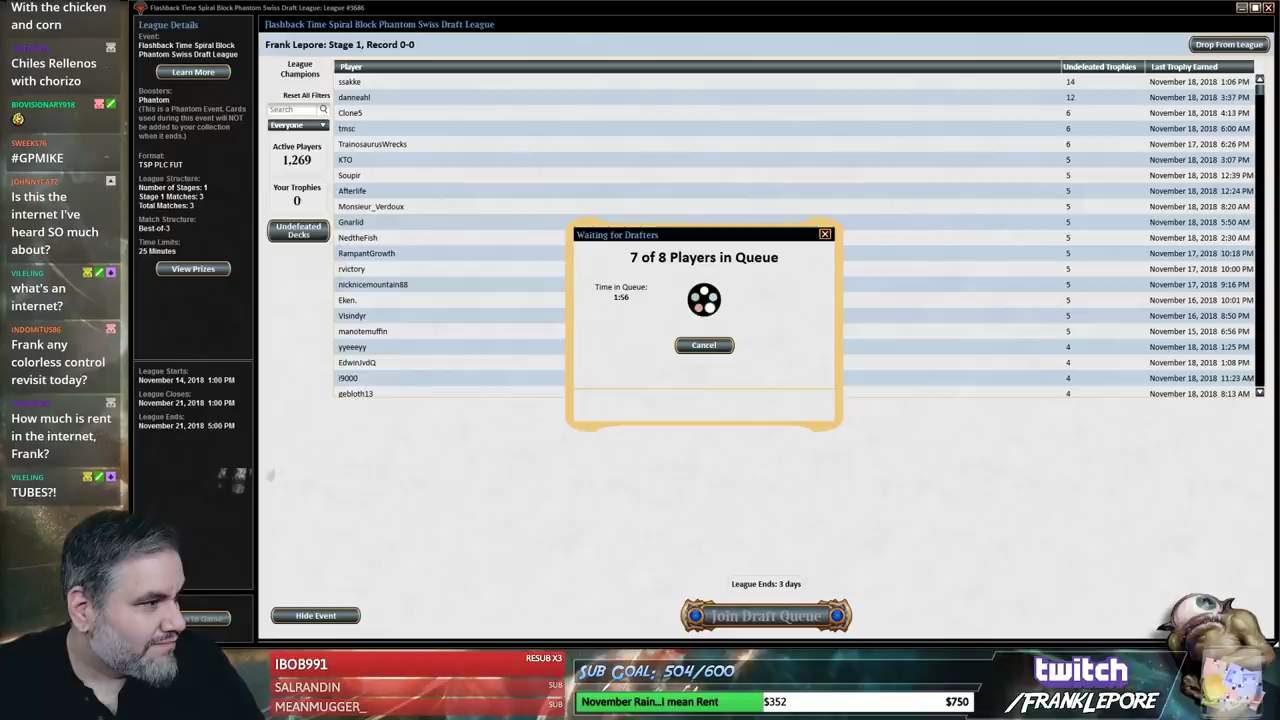 With the chicken
and corn
Chiles Rellenos
with chorizo
BIOVISIONARY918
SWEEKS76
#GPMIKE
JOHNNYCAT2
Is this the
internet I've
heard SO much
about?
VILELING
what's an
internet?
INDOMITUS86
Frank any
colorless control
revisit today?
How much is rent
in the internet,
Frank?
VILELING
TUBES?!
Flashback Time Spiral Block Phantom Swiss Draft League: League #3686
League Details
Event:
Flashback Time Spiral Block
Phantom Swiss Draft League
Learn More
Boosters:
Phantom
(This is a Phantom Event. Cards
used during this event will NOT
be added to your collection
when it ends.)
Format:
TSP PLC FUT
League Structure:
Number of Stages: 1
Stage 1 Matches: 3
Total Matches: 3
Match Structure:
Best-of-3
Time Limits:
25 Minutes
View Prizes
League Starts:
November 14, 2018 1:00 PM
League Closes:
November 21, 2018 1:00 PM
League Ends:
November 21, 2018 5:00 PM
to Game
Flashback Time Spiral Block Phantom Swiss Draft League
Frank Lepore: Stage 1, Record 0-0
Drop From League
League
Champions
Reset All Filters
Search
Everyone
Active Players
1,269
Your Trophies
0
Undefeated
Decks
Player Undefeated Trophies Last Trophy Earned
ssakke 14 November 18, 2018 1:06 PM
danneahl 12 November 18, 2018 3:37 PM
Clone5 6 November 18, 2018 4:13 PM
tmsc 6 November 18, 2018 6:00 AM
TrainosaurusWrecks 6 November 17, 2018 6:26 PM
KTO 5 November 18, 2018 3:07 PM
Soupir 5 November 18, 2018 12:39 PM
Afterlife 5 November 18, 2018 12:24 PM
Monsieur_Verdoux 5 November 18, 2018 8:20 AM
Gnarlid 5 November 18, 2018 5:50 AM
NedtheFish 5 November 18, 2018 2:30 AM
RampantGrowth 5 November 17, 2018 10:18 PM
rvictory 5 November 17, 2018 10:00 PM
nicknicemountain88 5 November 17, 2018 9:16 PM
Eken. 5 November 16, 2018 10:01 PM
Visindyr 5 November 16, 2018 8:50 PM
manotemuffin 5 November 15, 2018 6:56 PM
yyeeeyy 4 November 18, 2018 1:25 PM
EdwinJvdQ 4 November 18, 2018 1:08 PM
i9000 4 November 18, 2018 11:23 AM
gebloth13 4 November 18, 2018 8:13 AM
Waiting for Drafters
7 of 8 Players in Queue
Time in Queue:
1:56
Cancel
League Ends: 3 days
Hide Event
Join Draft Queue
IBOB991 RESUB X3
SALRANDIN SUB
MEANMUGGER_ SUB
SUB GOAL: 504/600
November Rain...I mean Rent $352 $750
twitch
/FRANKLEPORE